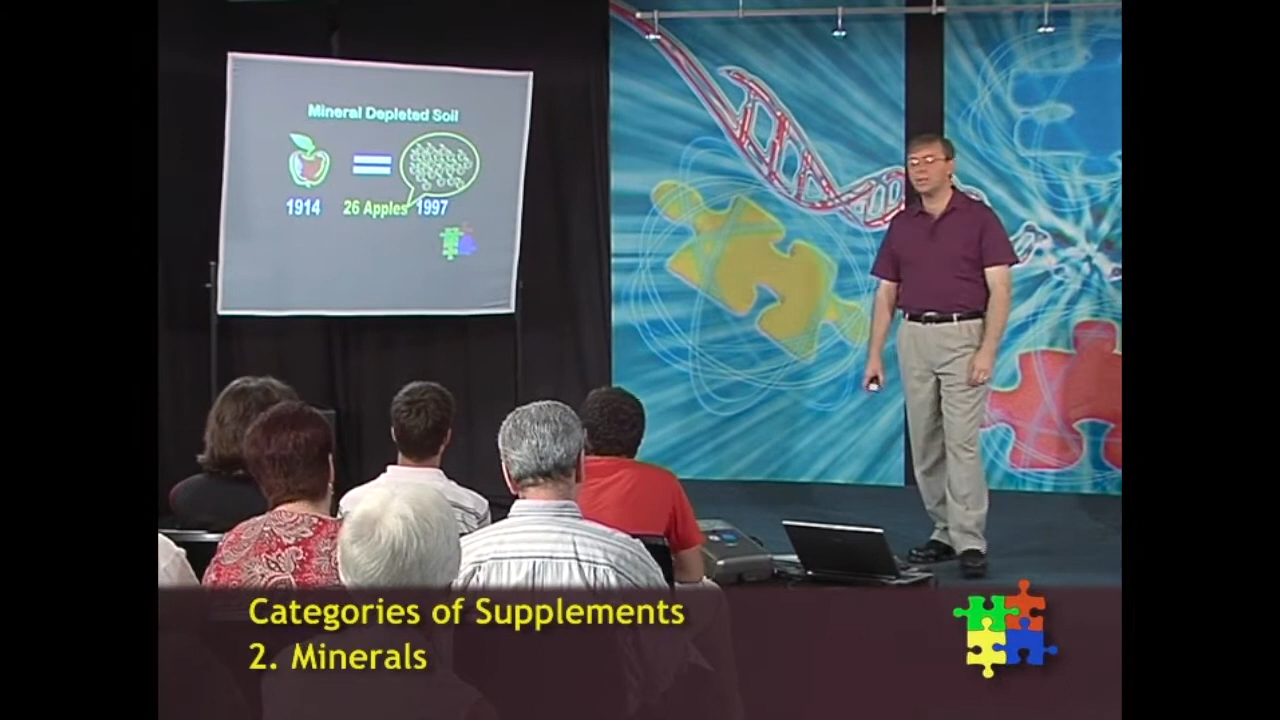 Mineral Depleted Soil
1914 26 Apples 1997
Categories of Supplements
2. Minerals